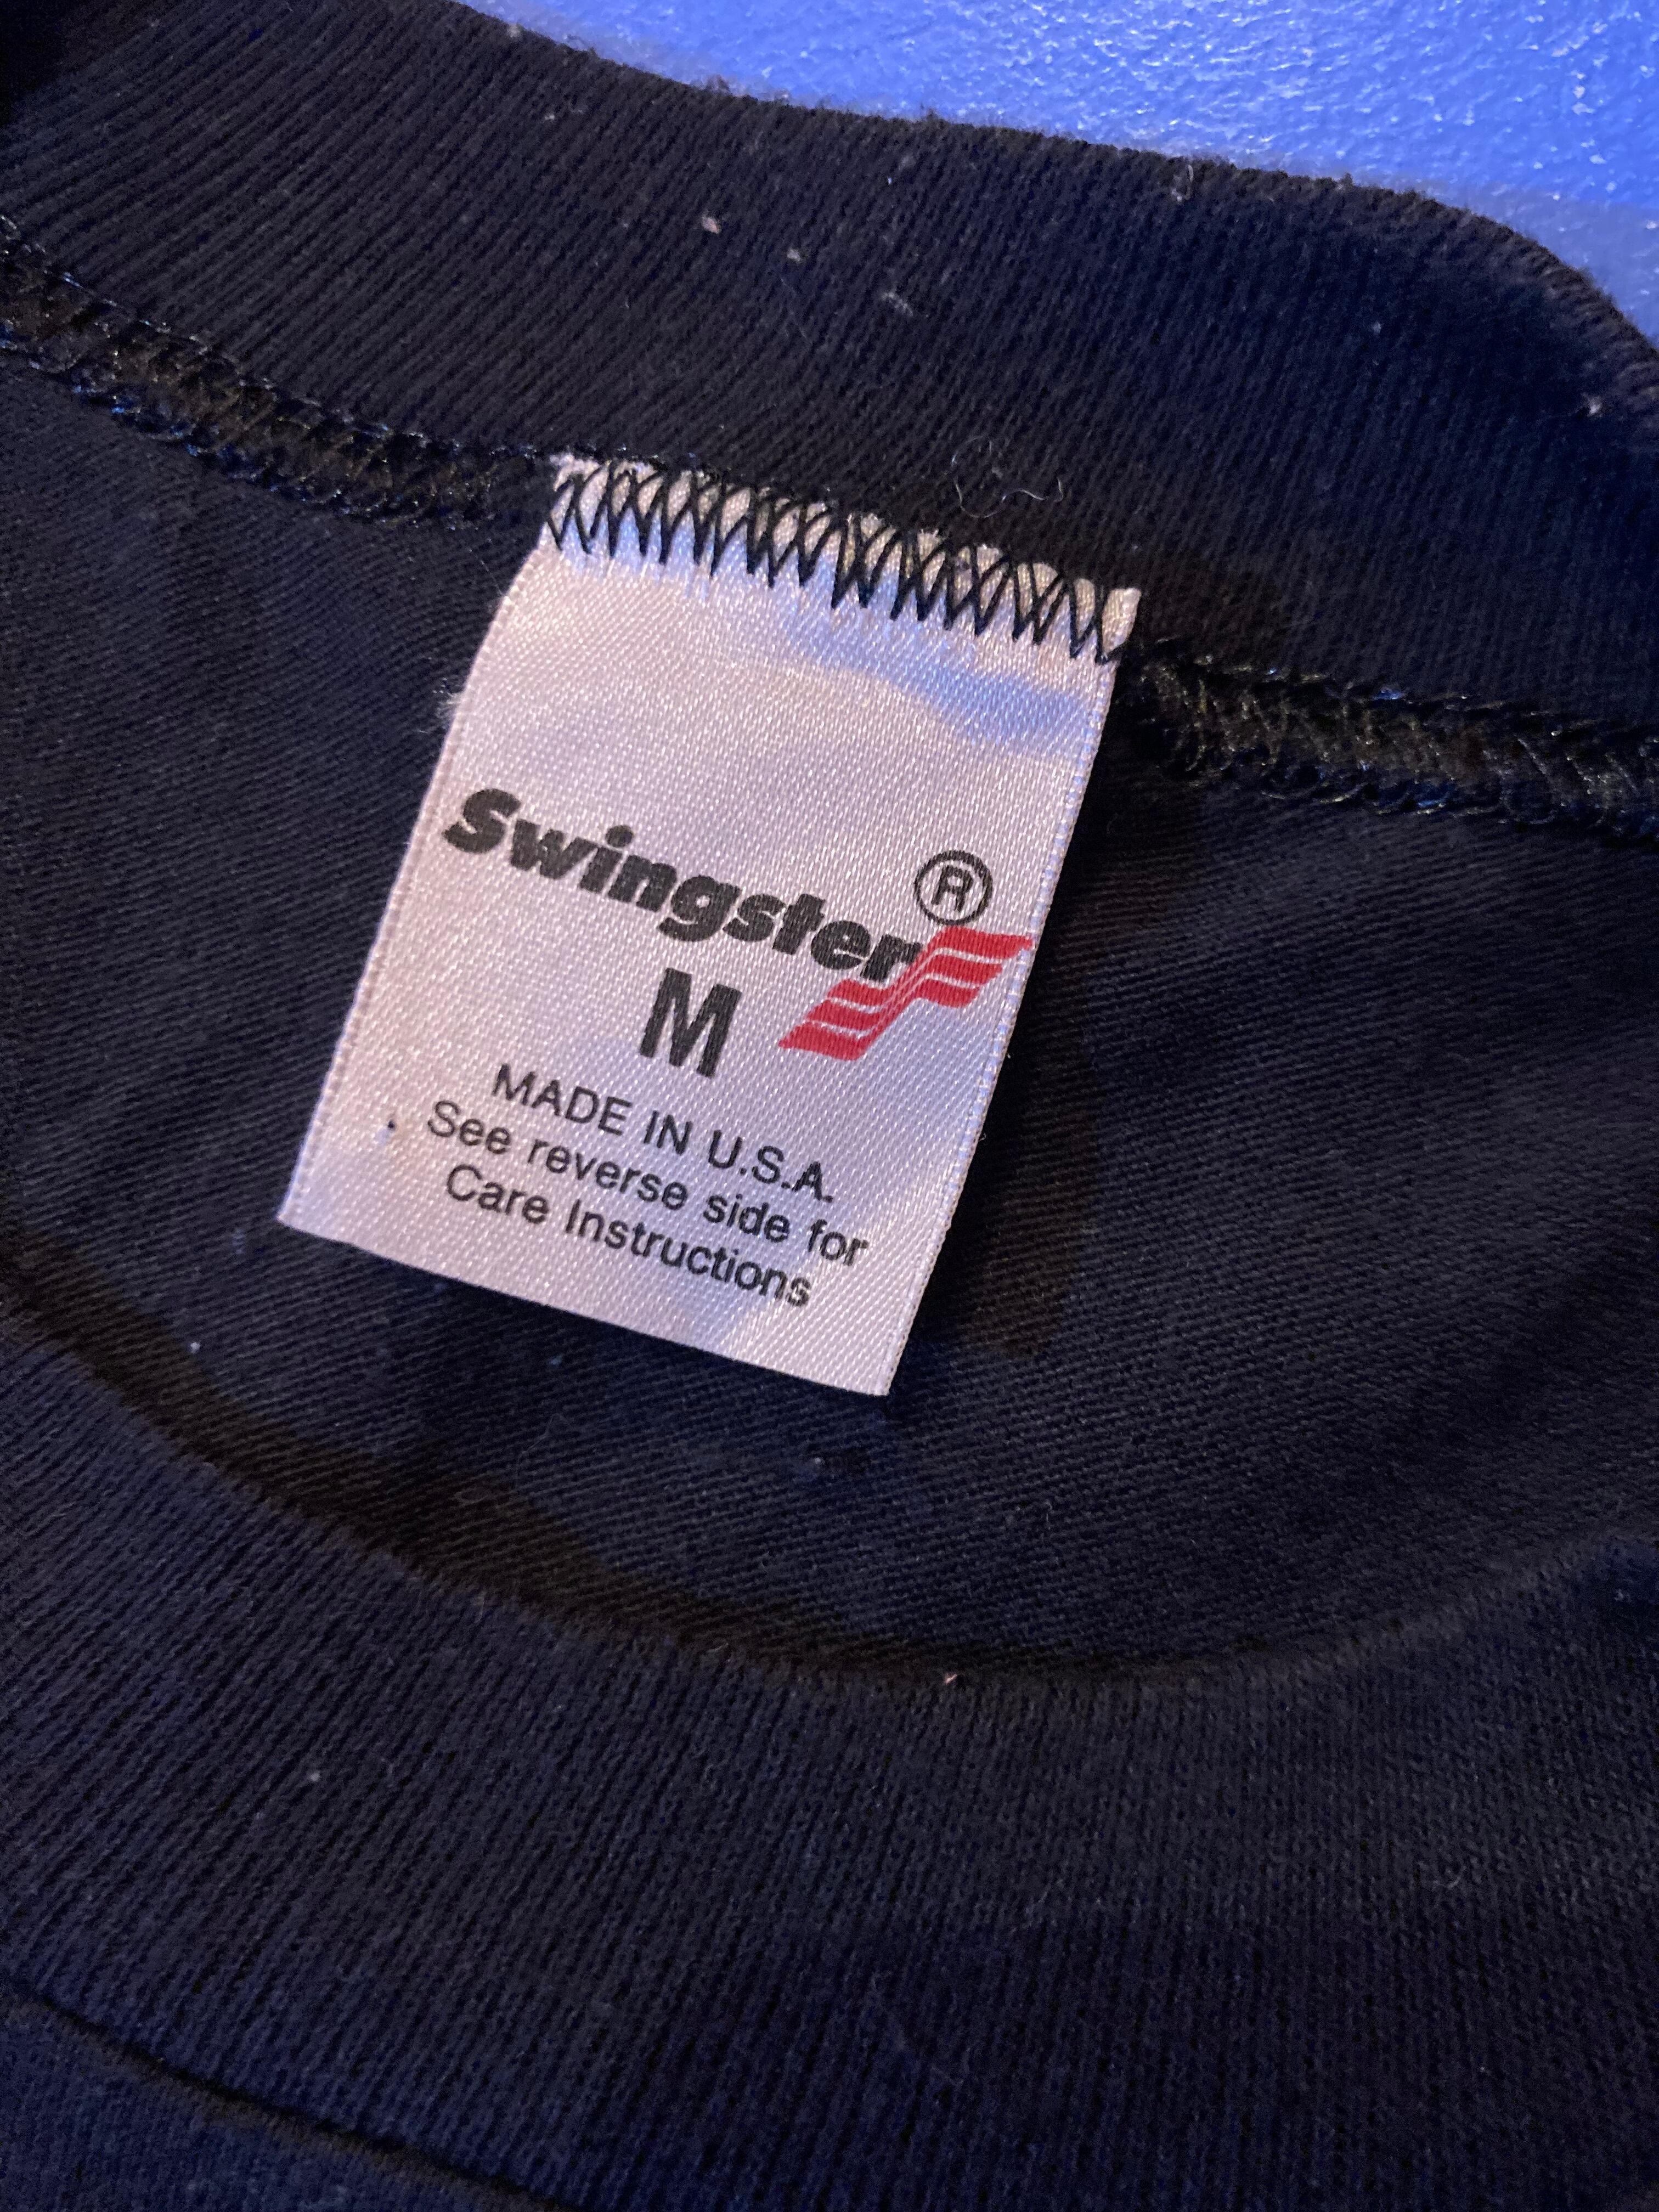 Swingster®
M
MADE IN U.S.A.
See reverse side for
Care Instructions